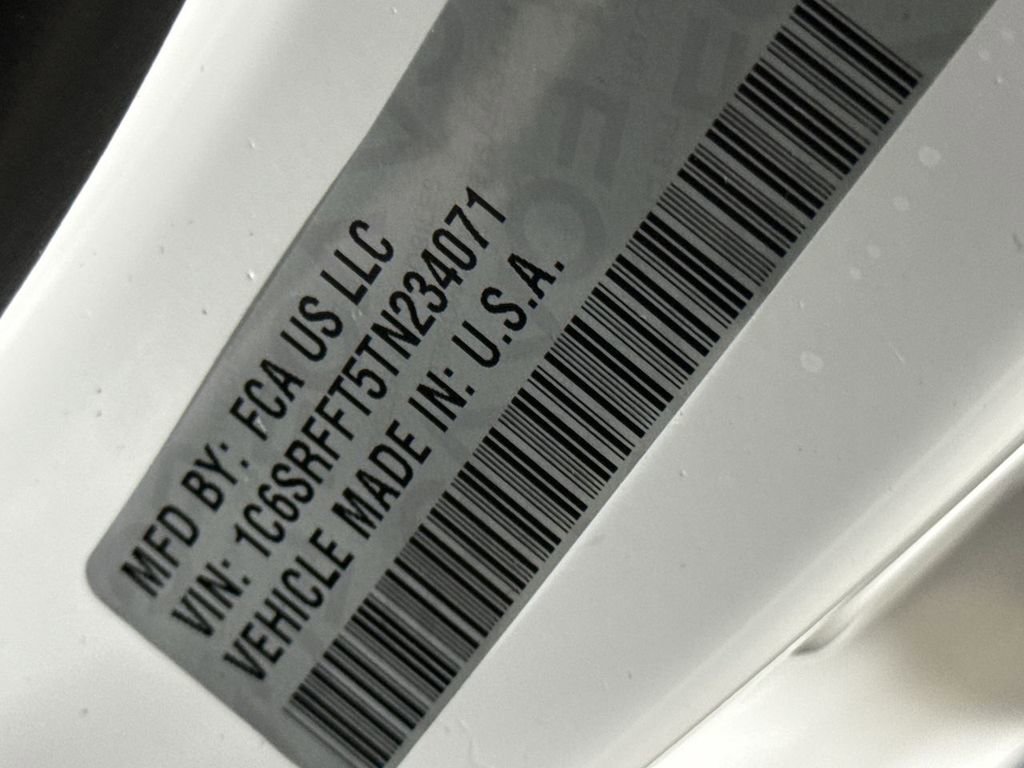 MFD BY: FCA US LLC
VIN: 1C6SRFFT5TN234071
VEHICLE MADE IN: U.S.A.